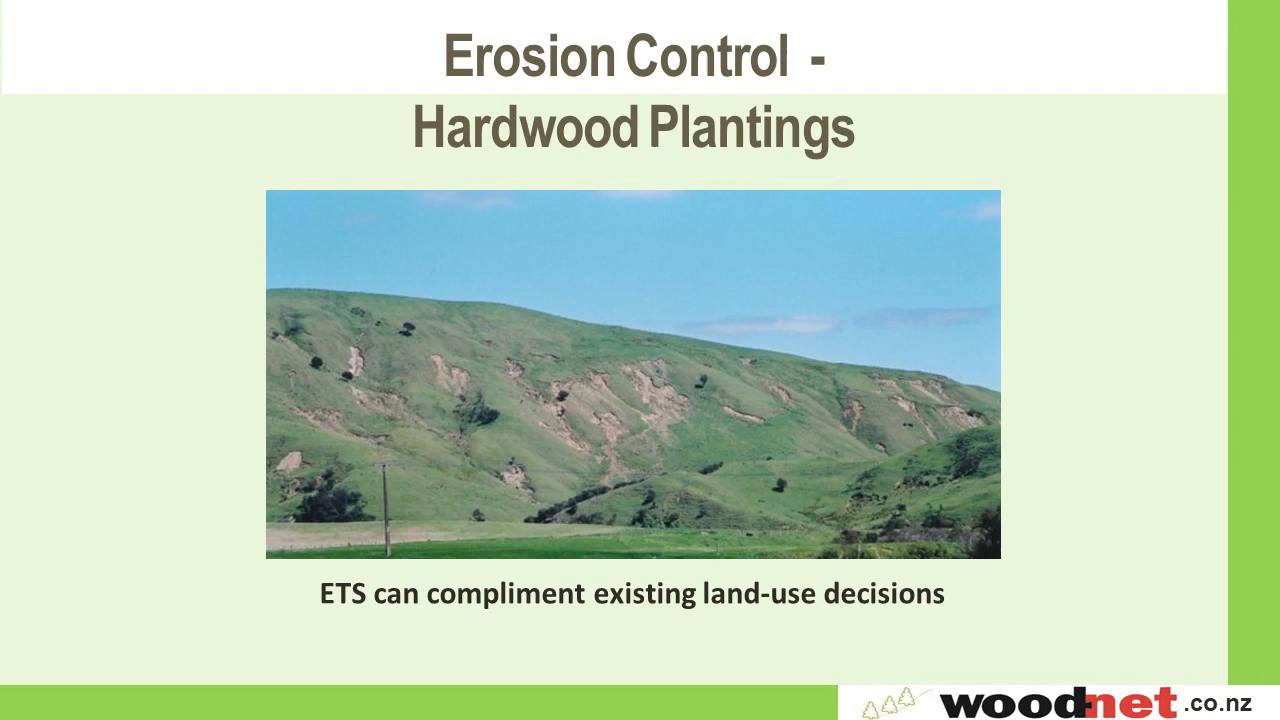 Erosion Control -
Hardwood Plantings
ETS can compliment existing land-use decisions
woodnet.co.nz